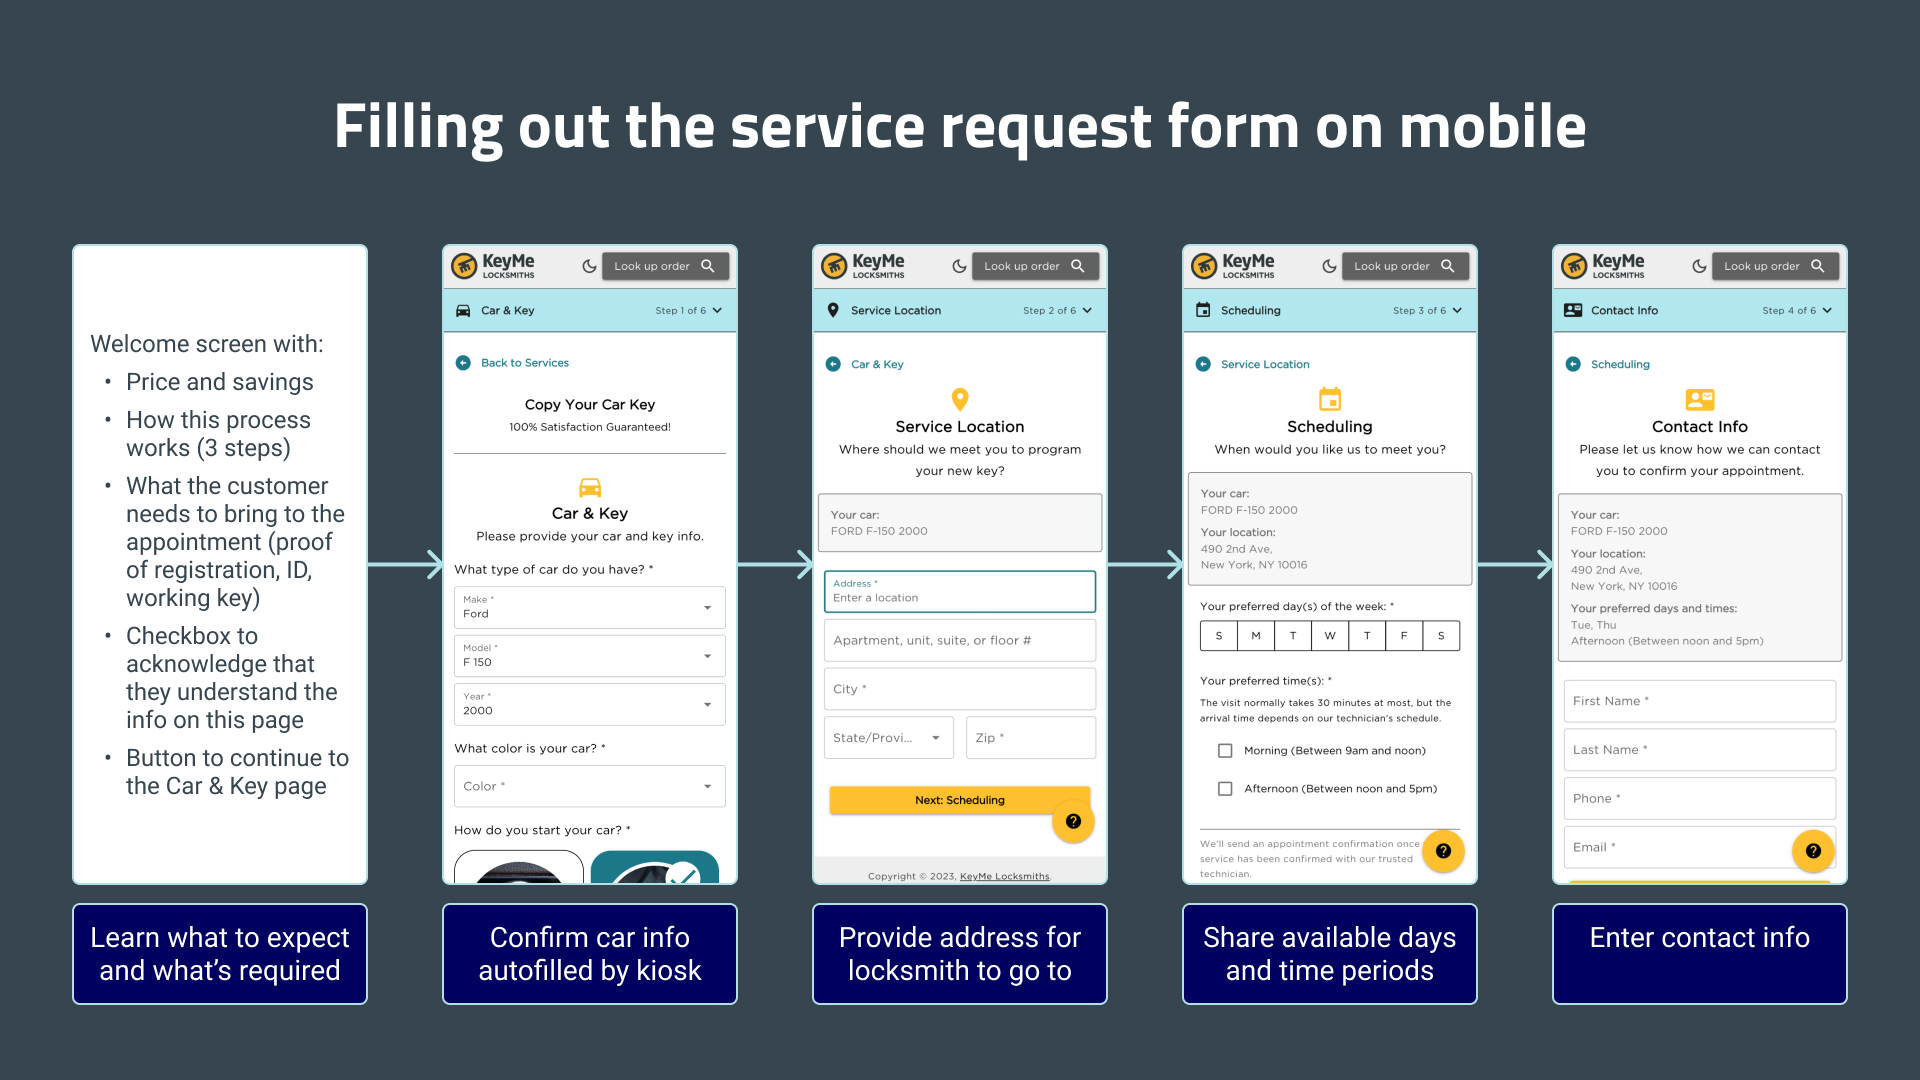 Filling out the service request form on mobile
Welcome screen with:
• Price and savings
• How this process
works (3 steps)
• What the customer
needs to bring to the
appointment (proof
of registration, ID,
working key)
• Checkbox to
acknowledge that
they understand the
info on this page
• Button to continue to
the Car & Key page
Learn what to expect
and what's required
KeyMe
LOCKSMITHS
Look up order
Car & Key
Step 1 of 6
Back to Services
Copy Your Car Key
100% Satisfaction Guaranteed!
Car & Key
Please provide your car and key info.
What type of car do you have? *
Make *
Ford
Model *
F 150
Year *
2000
What color is your car? *
Color *
How do you start your car? *
Confirm car info
autofilled by kiosk
KeyMe
LOCKSMITHS
Look up order
Service Location
Step 2 of 6
Car & Key
Service Location
Where should we meet you to program
your new key?
Your car:
FORD F-150 2000
Address *
Enter a location
Apartment, unit, suite, or floor #
City *
State/Provi...
Zip *
Next: Scheduling
?
Copyright © 2023, KeyMe Locksmiths.
Provide address for
locksmith to go to
KeyMe
LOCKSMITHS
Look up order
Scheduling
Step 3 of 6
Service Location
Scheduling
When would you like us to meet you?
Your car:
FORD F-150 2000
Your location:
490 2nd Ave,
New York, NY 10016
Your preferred day(s) of the week: *
S M T W T F S
Your preferred time(s): *
The visit normally takes 30 minutes at most, but the
arrival time depends on our technician's schedule.
Morning (Between 9am and noon)
Afternoon (Between noon and 5pm)
We'll send an appointment confirmation once
service has been confirmed with our trusted
technician.
?
Share available days
and time periods
KeyMe
LOCKSMITHS
Look up order
Contact Info
Step 4 of 6
Scheduling
Contact Info
Please let us know how we can contact
you to confirm your appointment.
Your car:
FORD F-150 2000
Your location:
490 2nd Ave,
New York, NY 10016
Your preferred days and times:
Tue, Thu
Afternoon (Between noon and 5pm)
First Name *
Last Name *
Phone *
Email *
?
Enter contact info